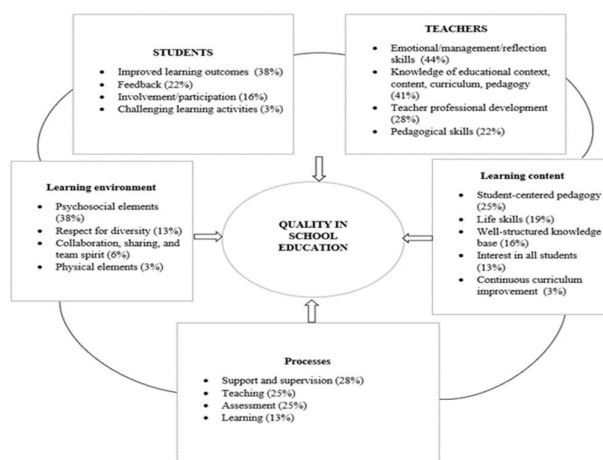 STUDENTS
• Improved learning outcomes (38%)
• Feedback (22%)
• Involvement/participation (16%)
• Challenging learning activities (3%)
TEACHERS
• Emotional/management/reflection
skills (44%)
• Knowledge of educational context,
content, curriculum, pedagogy
(41%)
• Teacher professional development
(28%)
• Pedagogical skills (22%)
Learning environment
• Psychosocial elements
(38%)
• Respect for diversity (13%)
• Collaboration, sharing, and
team spirit (6%)
• Physical elements (3%)
QUALITY IN
SCHOOL
EDUCATION
Learning content
• Student-centered pedagogy
(25%)
• Life skills (19%)
• Well-structured knowledge
base (16%)
• Interest in all students
(13%)
• Continuous curriculum
improvement (3%)
Processes
• Support and supervision (28%)
• Teaching (25%)
• Assessment (25%)
• Learning (13%)